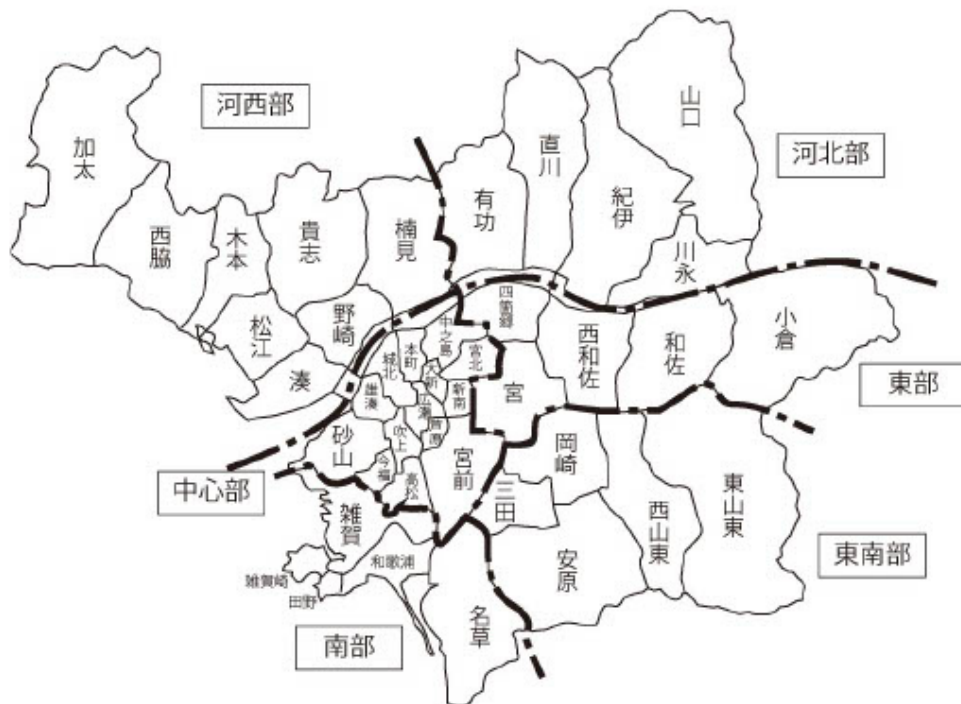 河西部
加太
西脇
木本
貴志
楠見
松江
野崎
湊
有功
直川
紀伊
山口
川永
河北部
四箇郷
西和佐
和佐
小倉
宮
東部
中之島
宮北
本町
城北
大新
新南
広瀬
雄湊
吹上
砂山
今福
高松
宮前
中心部
岡崎
三田
安原
西山東
東山東
東南部
雑賀
和歌浦
雑賀崎
田野
名草
南部